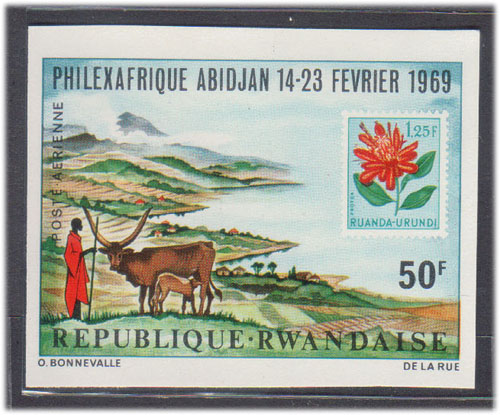 PHILEXAFRIQUE ABIDJAN 14-23 FEVRIER 1969
POSTE AERIENNE
1.25F
PROTEA
RUANDA-URUNDI
50F
REPUBLIQUE·RWANDAISE
O. BONNEVALLE
DE LA RUE